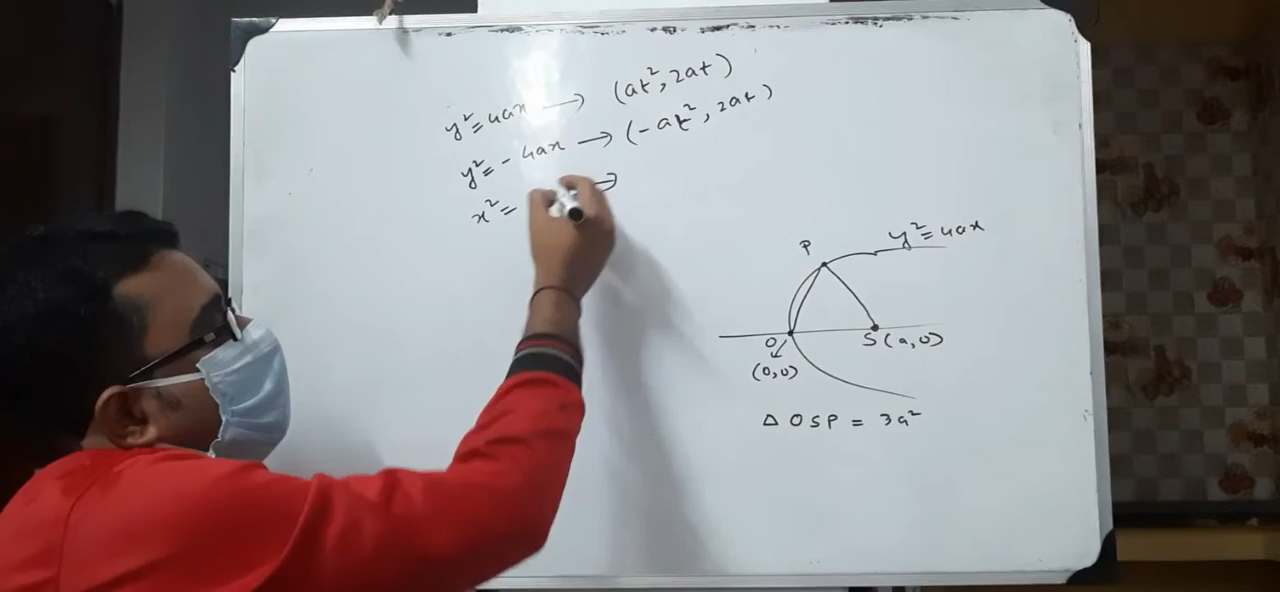 y² = 4ax → (at², 2at)
y² = - 4ax → (-at², 2at)
x² = →
P
y² = 4ax
O
S(a,0)
(0,0)
Δ OSP = 3a²